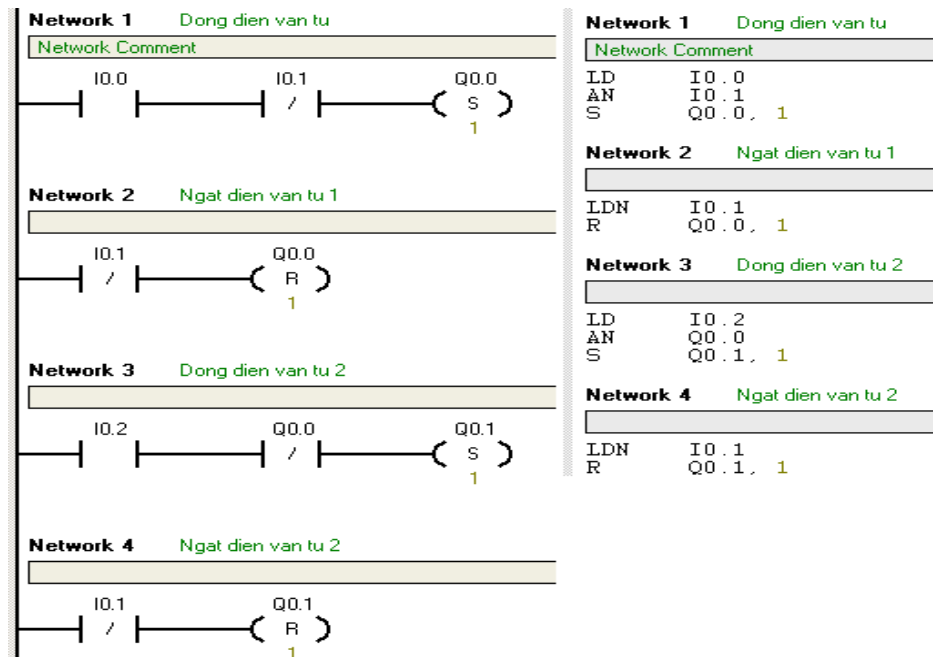 Network 1 Dong dien van tu
Network Comment
I0.0 I0.1 Q0.0
/ S
1
Network 2 Ngat dien van tu 1
I0.1 Q0.0
/ R
1
Network 3 Dong dien van tu 2
I0.2 Q0.0 Q0.1
/ S
1
Network 4 Ngat dien van tu 2
I0.1 Q0.1
/ R
1
Network 1 Dong dien van tu
Network Comment
LD I0.0
AN I0.1
S Q0.0, 1
Network 2 Ngat dien van tu 1
LDN I0.1
R Q0.0, 1
Network 3 Dong dien van tu 2
LD I0.2
AN Q0.0
S Q0.1, 1
Network 4 Ngat dien van tu 2
LDN I0.1
R Q0.1, 1